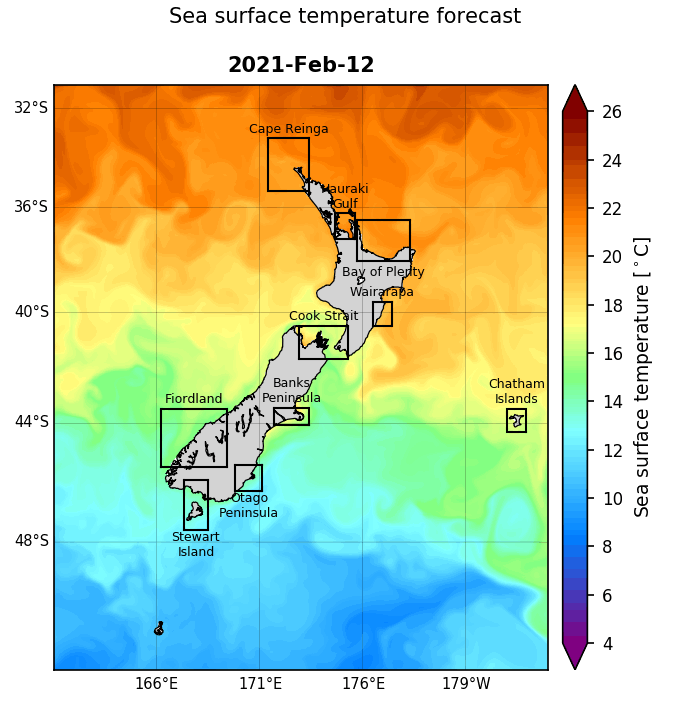 Sea surface temperature forecast
2021-Feb-12
32°S
36°S
40°S
44°S
48°S
Cape Reinga
Hauraki
Gulf
Bay of Plenty
Wairarapa
Cook Strait
Banks
Peninsula
Fiordland
Chatham
Islands
Otago
Peninsula
Stewart
Island
166°E
171°E
176°E
179°W
26
24
22
20
18
16
14
12
10
8
6
4
Sea surface temperature [°C]